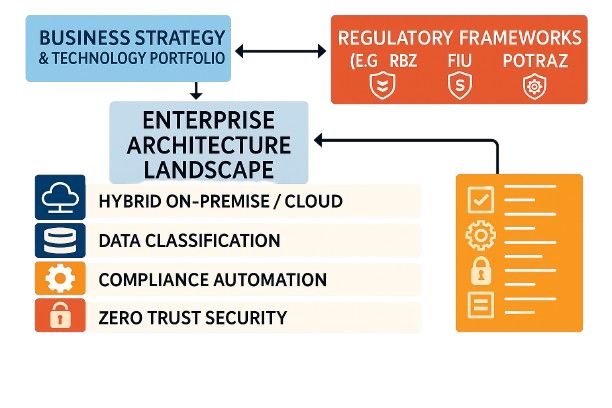 BUSINESS STRATEGY
& TECHNOLOGY PORTFOLIO
REGULATORY FRAMEWORKS
(E.G RBZ FIU POTRAZ
S
ENTERPRISE
ARCHITECTURE
LANDSCAPE
HYBRID ON-PREMISE / CLOUD
DATA CLASSIFICATION
COMPLIANCE AUTOMATION
ZERO TRUST SECURITY